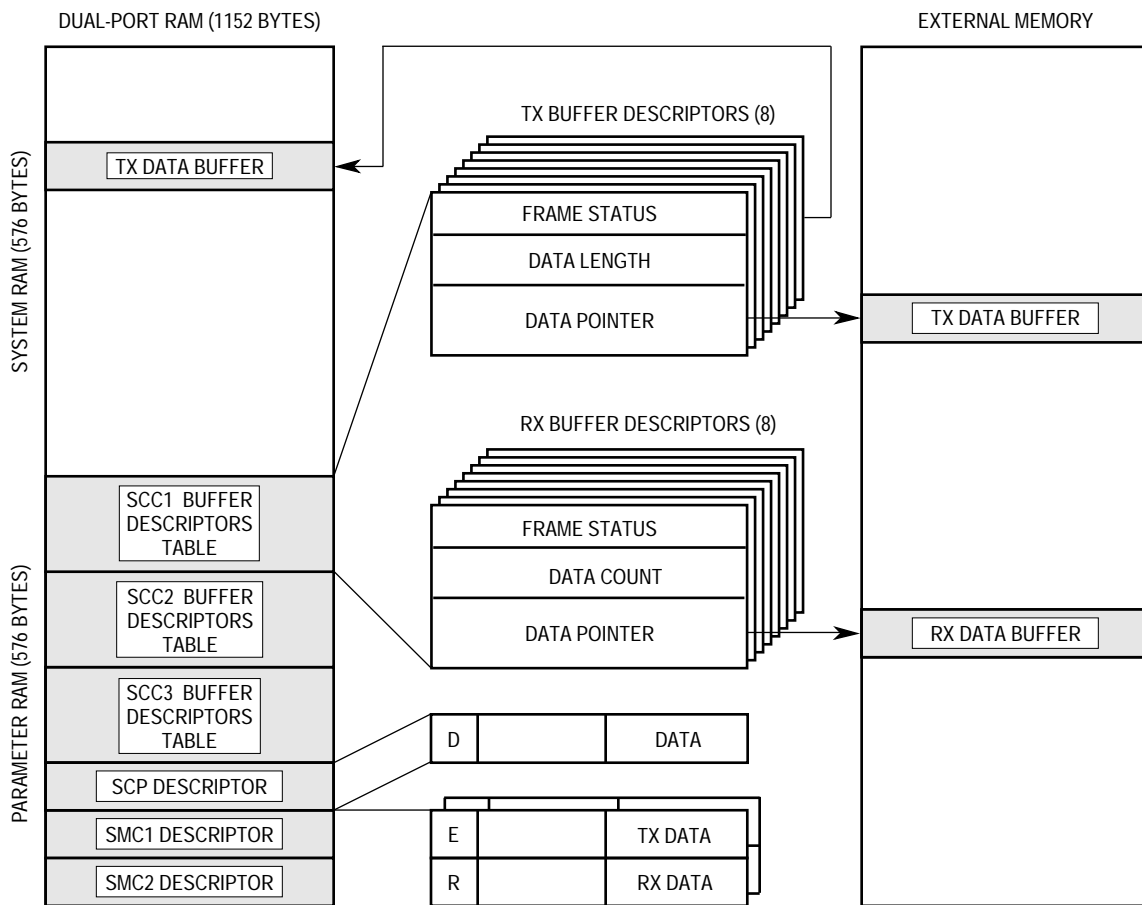 DUAL-PORT RAM (1152 BYTES)
EXTERNAL MEMORY
SYSTEM RAM (576 BYTES)
PARAMETER RAM (576 BYTES)
TX DATA BUFFER
SCC1 BUFFER
DESCRIPTORS
TABLE
SCC2 BUFFER
DESCRIPTORS
TABLE
SCC3 BUFFER
DESCRIPTORS
TABLE
SCP DESCRIPTOR
SMC1 DESCRIPTOR
SMC2 DESCRIPTOR
TX BUFFER DESCRIPTORS (8)
FRAME STATUS
DATA LENGTH
DATA POINTER
RX BUFFER DESCRIPTORS (8)
FRAME STATUS
DATA COUNT
DATA POINTER
D DATA
E TX DATA
R RX DATA
TX DATA BUFFER
RX DATA BUFFER